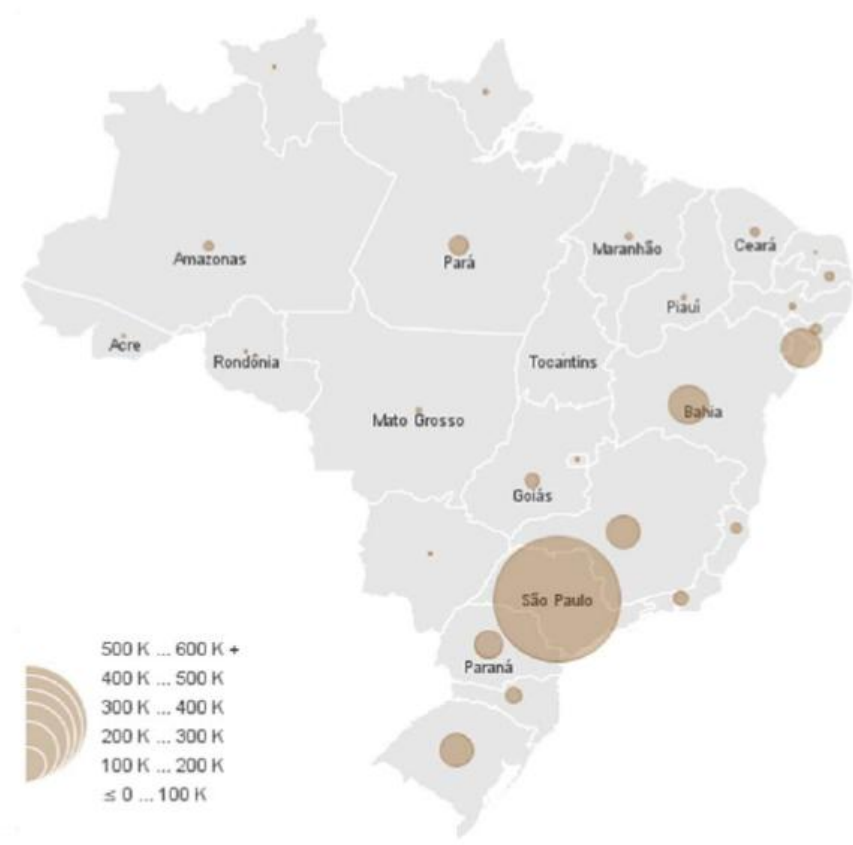 Amazonas
Pará
Maranhão
Ceará
Piauí
Acre
Rondônia
Tocantins
Mato Grosso
Bahia
Goiás
São Paulo
Paraná
500 K ... 600 K +
400 K ... 500 K
300 K ... 400 K
200 K ... 300 K
100 K ... 200 K
≤ 0 ... 100 K